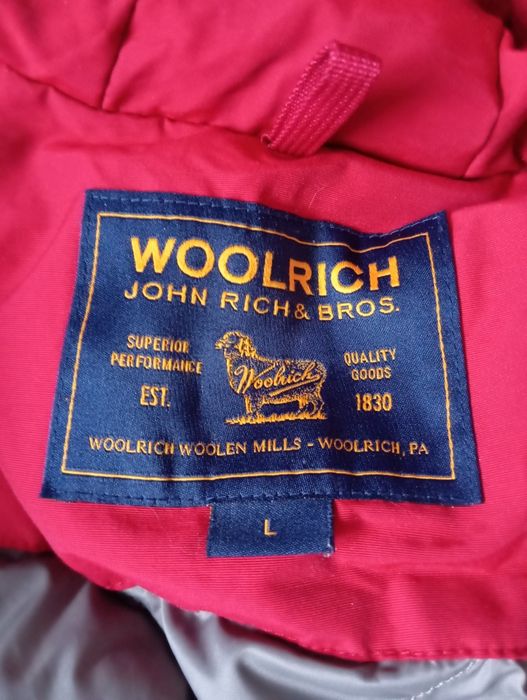 WOOLRICH
JOHN RICH & BROS.
SUPERIOR PERFORMANCE
Woolrich
QUALITY GOODS
EST.
1830
WOOLRICH WOOLEN MILLS - WOOLRICH, PA
L